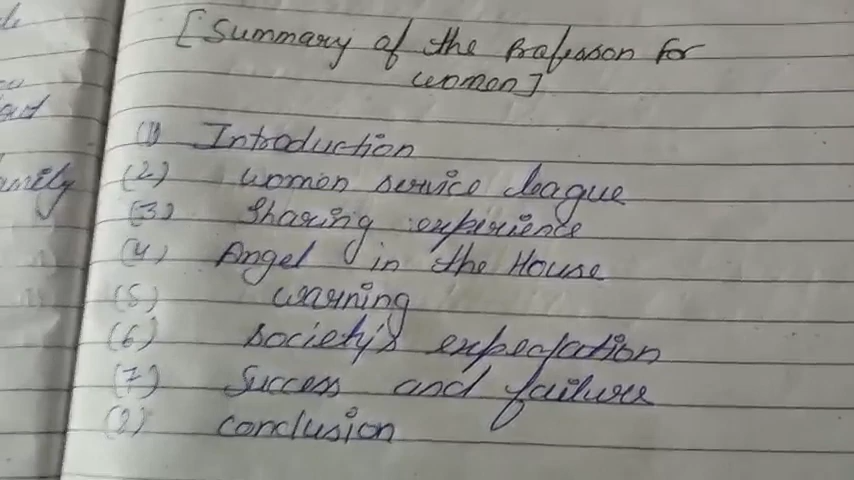 [Summary of the Profession For
women]
(1) Introduction
(2) women service league
amily
(3) Sharing experience
(4) Angel in the House
(5) warning
(6) society's expectation
(7) Success and failure
(8) conclusion